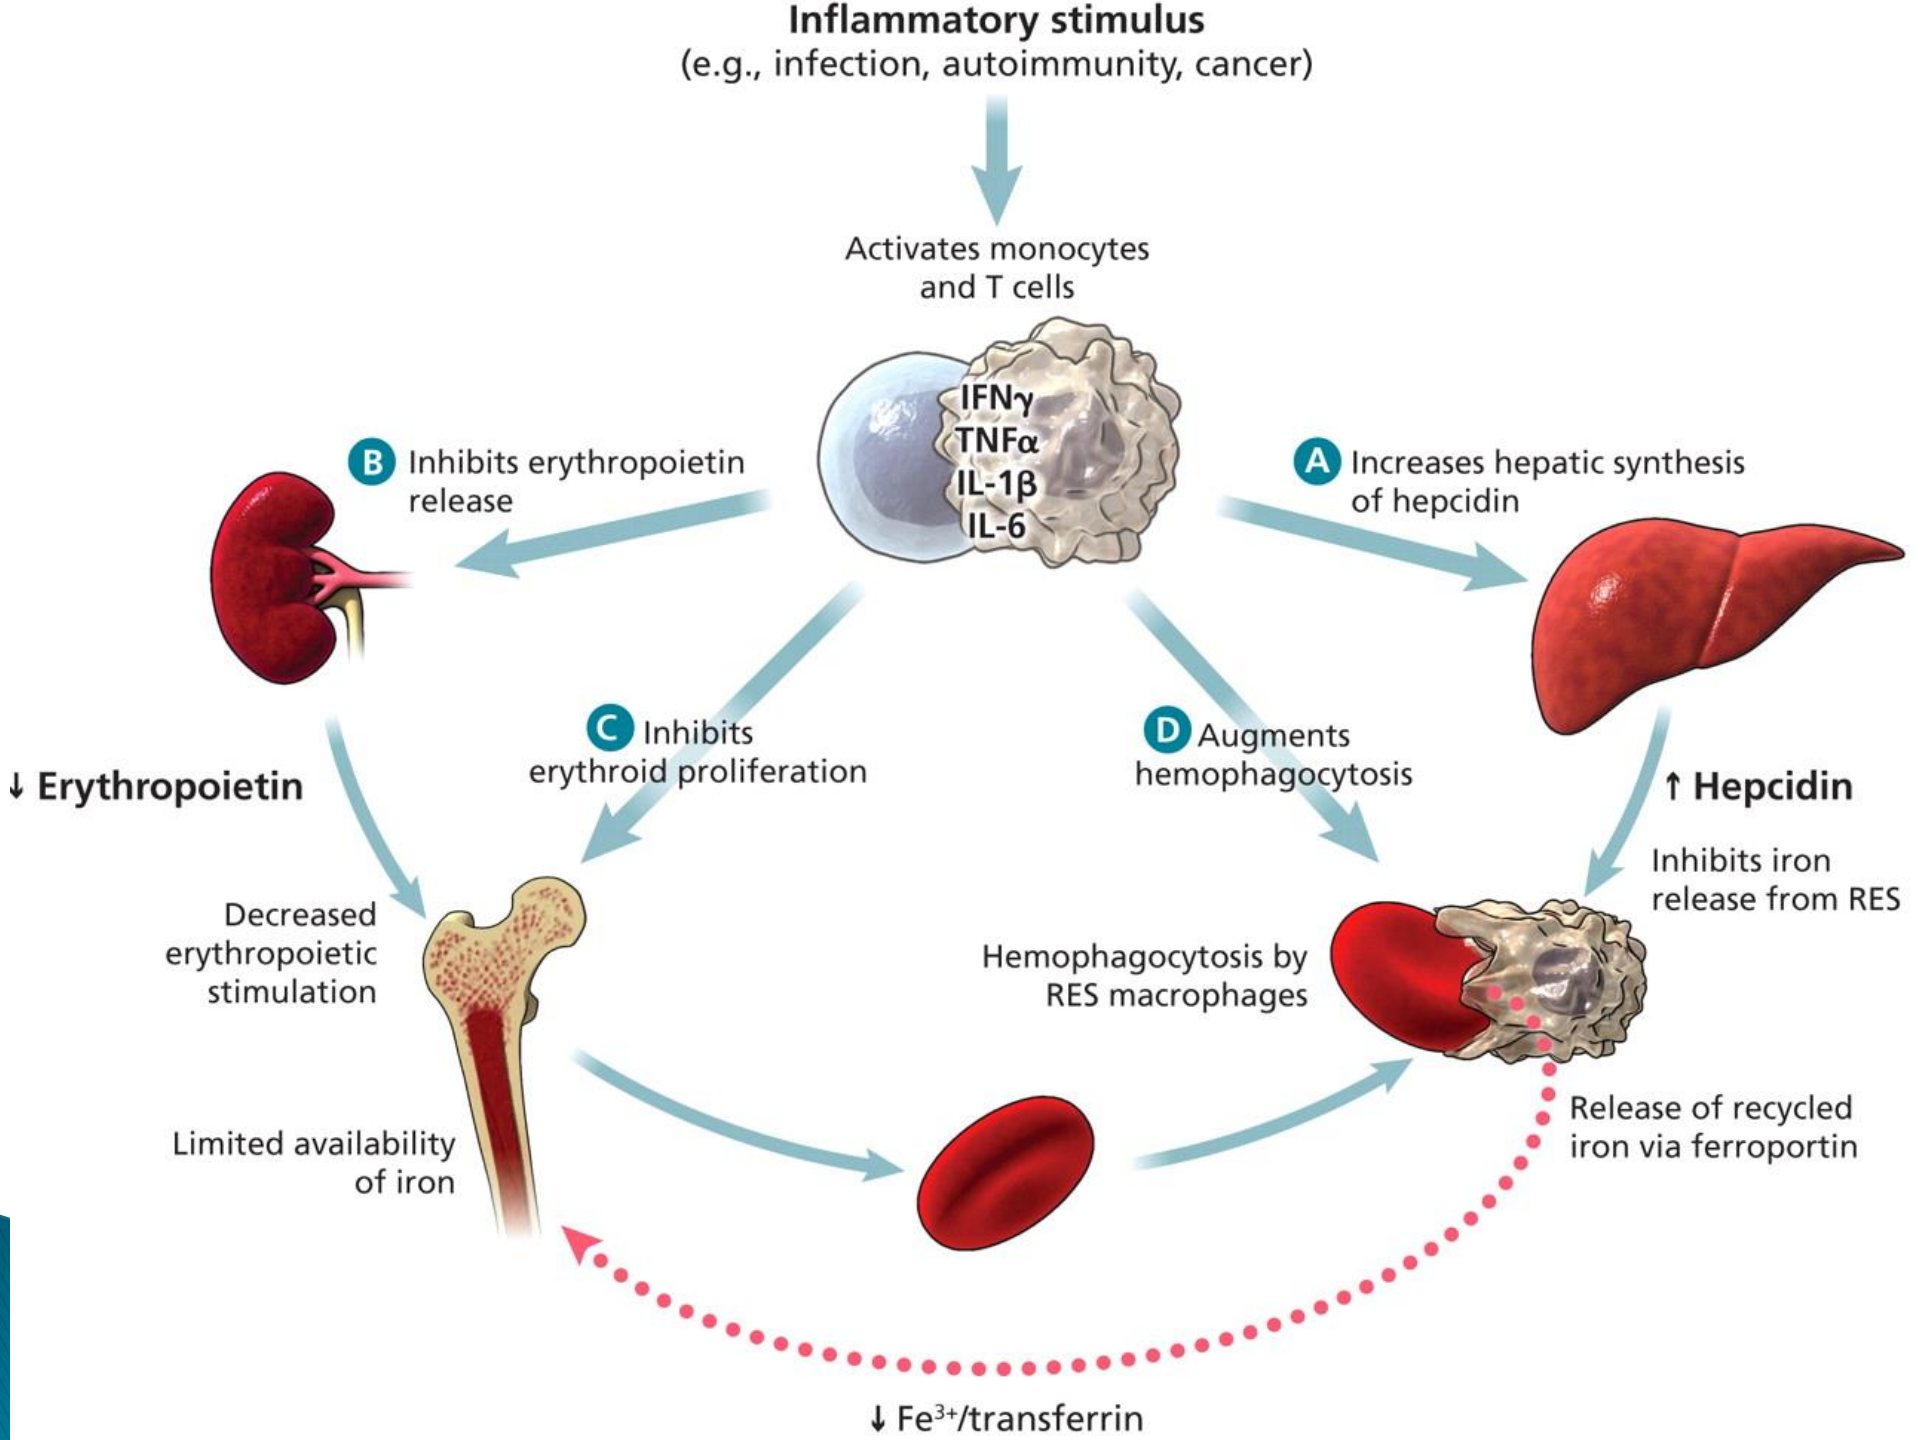 Inflammatory stimulus
(e.g., infection, autoimmunity, cancer)
Activates monocytes
and T cells
IFNγ
TNFα
IL-1β
IL-6
B Inhibits erythropoietin
release
A Increases hepatic synthesis
of hepcidin
C Inhibits
erythroid proliferation
D Augments
hemophagocytosis
↓ Erythropoietin
↑ Hepcidin
Inhibits iron
release from RES
Decreased
erythropoietic
stimulation
Hemophagocytosis by
RES macrophages
Limited availability
of iron
Release of recycled
iron via ferroportin
↓ Fe³⁺/transferrin